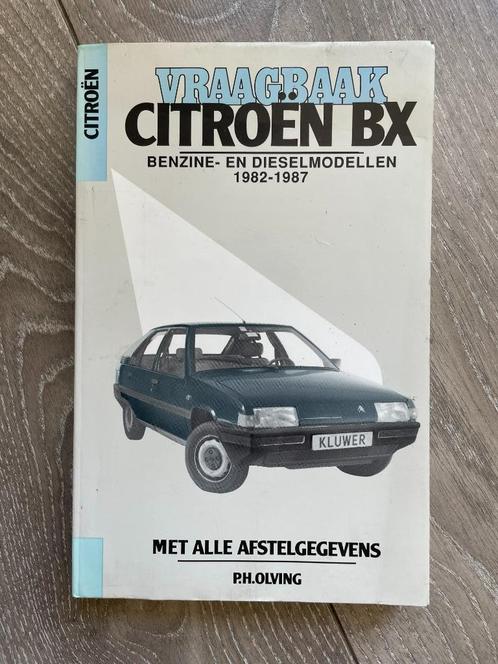 CITROËN
VRAAGBAAK
CITROËN BX
BENZINE- EN DIESELMODELLEN
1982-1987
KLUWER
MET ALLE AFSTELGEGEVENS
P.H.OLVING